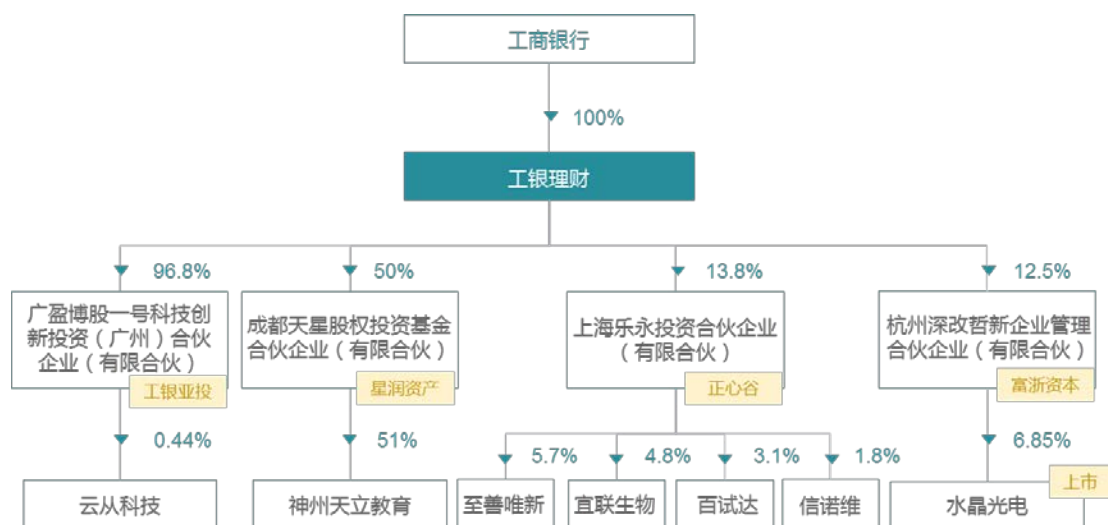 工商银行
100%
工银理财
96.8%
50%
13.8%
12.5%
广盈博股一号科技创
新投资（广州）合伙
企业（有限合伙）
工银亚投
成都天星股权投资基金
合伙企业（有限合伙）
星润资产
上海乐永投资合伙企业
（有限合伙）
正心谷
杭州深改哲新企业管理
合伙企业（有限合伙）
富浙资本
0.44%
51%
5.7%
4.8%
3.1%
1.8%
6.85%
云从科技
神州天立教育
至善唯新
宜联生物
百试达
信诺维
水晶光电
上市